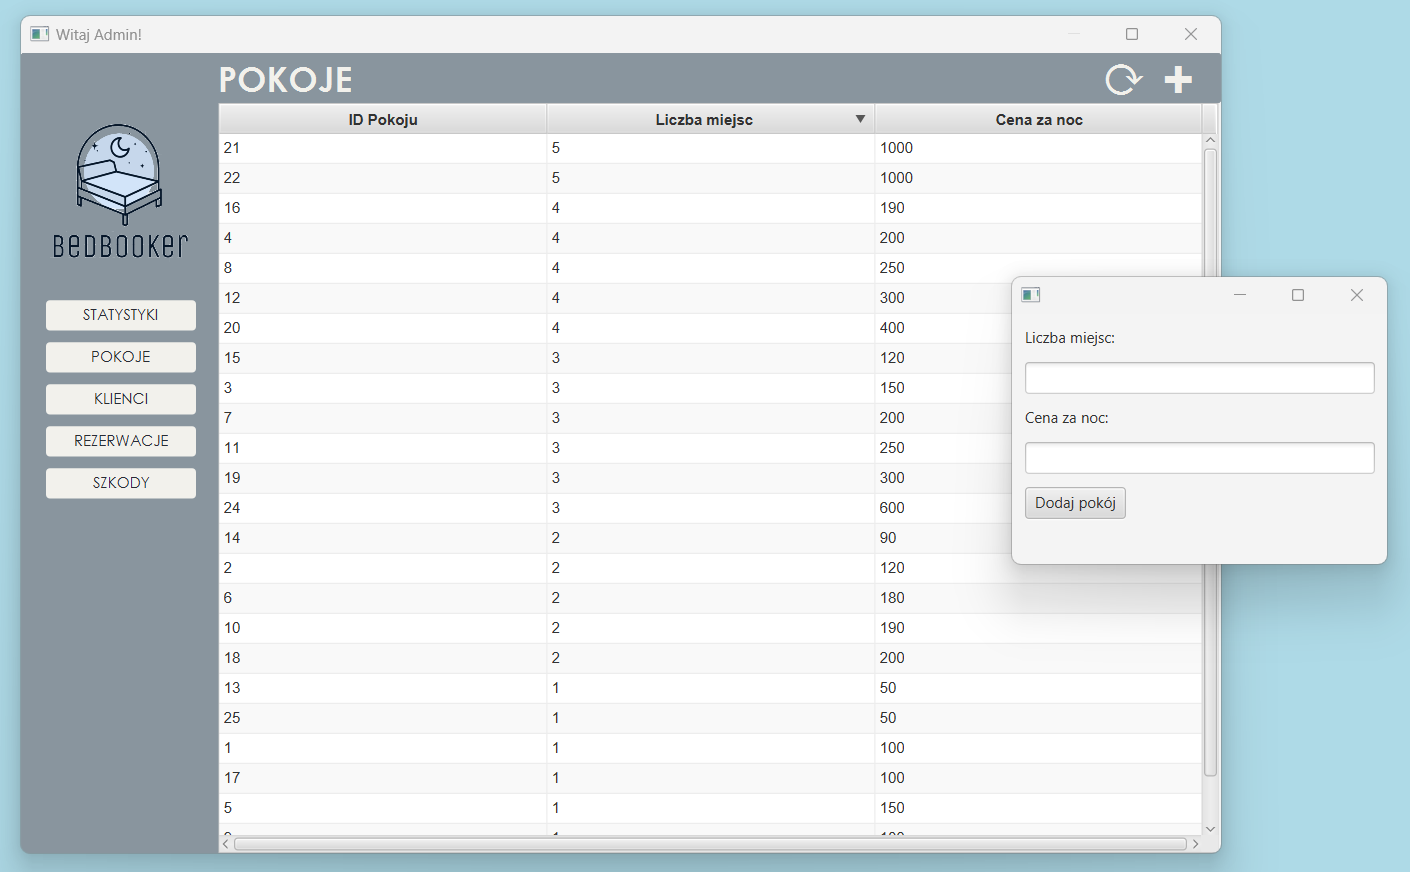 Witaj Admin!
POKOJE
BEDBOOKER
STATYSTYKI
POKOJE
KLIENCI
REZERWACJE
SZKODY
ID Pokoju Liczba miejsc Cena za noc
21 5 1000
22 5 1000
16 4 190
4 4 200
8 4 250
12 4 300
20 4 400
15 3 120
3 3 150
7 3 200
11 3 250
19 3 300
24 3 600
14 2 90
2 2 120
6 2 180
10 2 190
18 2 200
13 1 50
25 1 50
1 1 100
17 1 100
5 1 150
Liczba miejsc:
Cena za noc:
Dodaj pokój